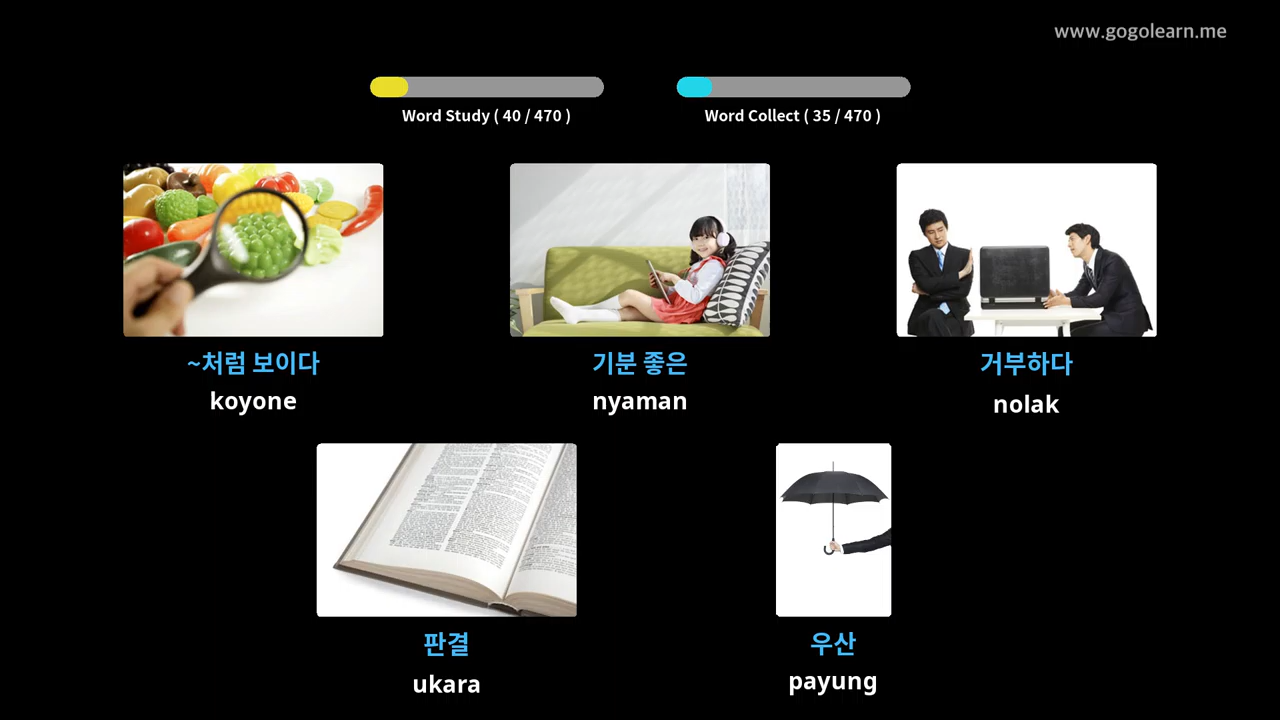 www.gogolearn.me
Word Study ( 40 / 470 )
Word Collect ( 35 / 470 )
~처럼 보이다
koyone
기분 좋은
nyaman
거부하다
nolak
판결
ukara
우산
payung